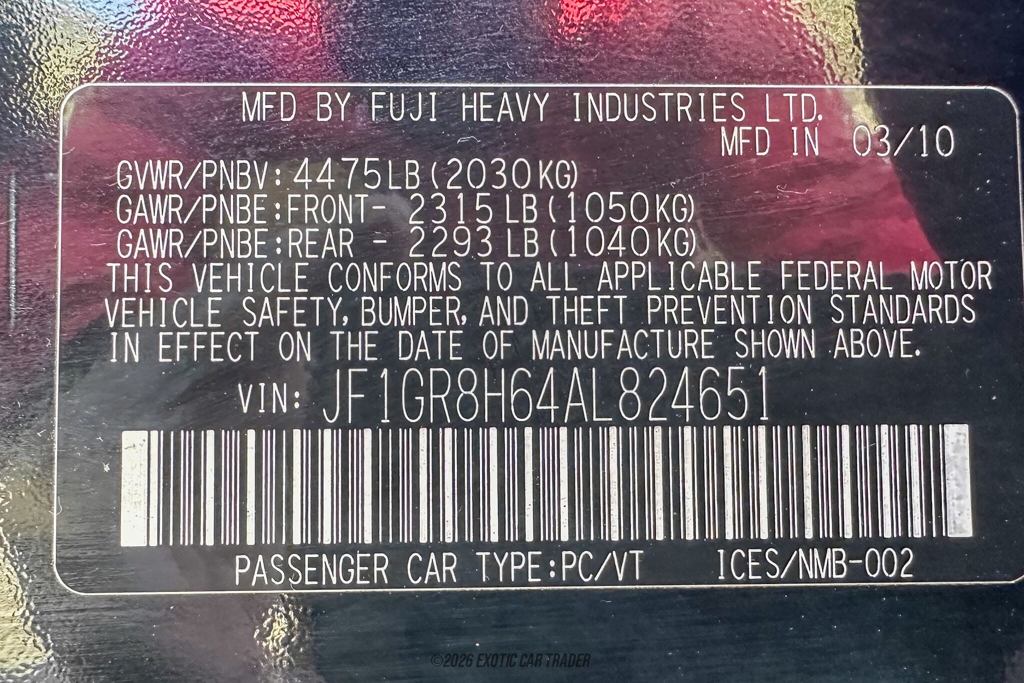 MFD BY FUJI HEAVY INDUSTRIES LTD.
MFD IN 03/10
GVWR/PNBV: 4475LB(2030KG)
GAWR/PNBE:FRONT- 2315LB(1050KG)
GAWR/PNBE:REAR - 2293LB(1040KG)
THIS VEHICLE CONFORMS TO ALL APPLICABLE FEDERAL MOTOR
VEHICLE SAFETY, BUMPER, AND THEFT PREVENTION STANDARDS
IN EFFECT ON THE DATE OF MANUFACTURE SHOWN ABOVE.
VIN: JF1GR8H64AL824651
PASSENGER CAR TYPE:PC/VT ICES/NMB-002
©2026 EXOTIC CAR TRADER